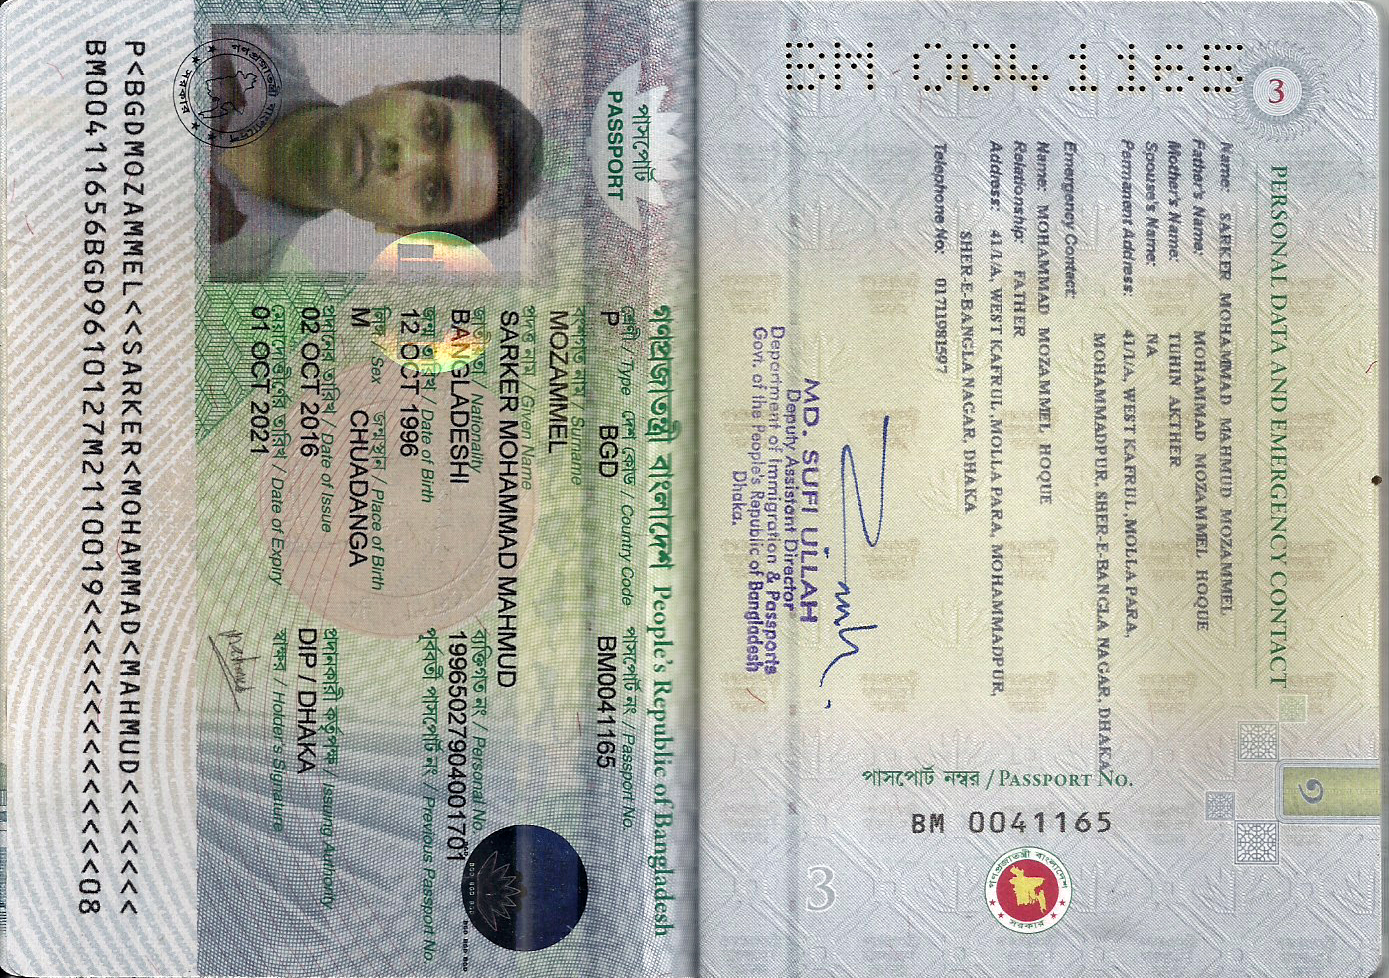 BM 0041165
3
PERSONAL DATA AND EMERGENCY CONTACT
Name: SARKER MOHAMMAD MAHMUD MOZAMMEL
Father's Name: MOHAMMAD MOZAMMEL HOQUE
Mother's Name: TUHIN AKTHER
Spouse's Name: NA
Permanent Address: 41/1/A, WEST KAFRUL, MOLLA PARA,
MOHAMMADPUR, SHER-E-BANGLA NAGAR, DHAKA
Emergency Contact:
Name: MOHAMMAD MOZAMMEL HOQUE
Relationship: FATHER
Address: 41/1/A, WEST KAFRUL, MOLLA PARA, MOHAMMADPUR,
SHER-E-BANGLA NAGAR, DHAKA
Telephone No: 01711981597
MD. SUFI ULLAH
Deputy Assistant Director
Department of Immigration & Passports
Govt. of the People's Republic of Bangladesh
Dhaka.
পাসপোর্ট নম্বর / PASSPORT No.
BM 0041165
গণপ্রজাতন্ত্রী বাংলাদেশ
সরকার
৩
3
গণপ্রজাতন্ত্রী বাংলাদেশ People's Republic of Bangladesh
পাসপোর্ট
PASSPORT
শ্রেণী / Type দেশ কোড / Country Code পাসপোর্ট নং / Passport No.
P BGD BM0041165
বংশগত নাম / Surname
MOZAMMEL
প্রদত্ত নাম / Given Name
SARKER MOHAMMAD MAHMUD
জাতীয়তা / Nationality ব্যক্তিগত নং / Personal No.
BANGLADESHI 19965027904001701
জন্ম তারিখ / Date of Birth পূর্ববর্তী পাসপোর্ট নং / Previous Passport No.
12 OCT 1996
লিঙ্গ / Sex জন্মস্থান / Place of Birth
M CHUADANGA
প্রদানের তারিখ / Date of Issue প্রদানকারী কর্তৃপক্ষ / Issuing Authority
02 OCT 2016 DIP / DHAKA
মেয়াদোত্তীর্ণের তারিখ / Date of Expiry স্বাক্ষর / Holder's Signature
01 OCT 2021
গণপ্রজাতন্ত্রী বাংলাদেশ
সরকার
P<BGDMOZAMMEL<<SARKER<MOHAMMAD<MAHMUD<<<<<<<
BM00411656BGD9610127M2110019<<<<<<<<<<<<<<08